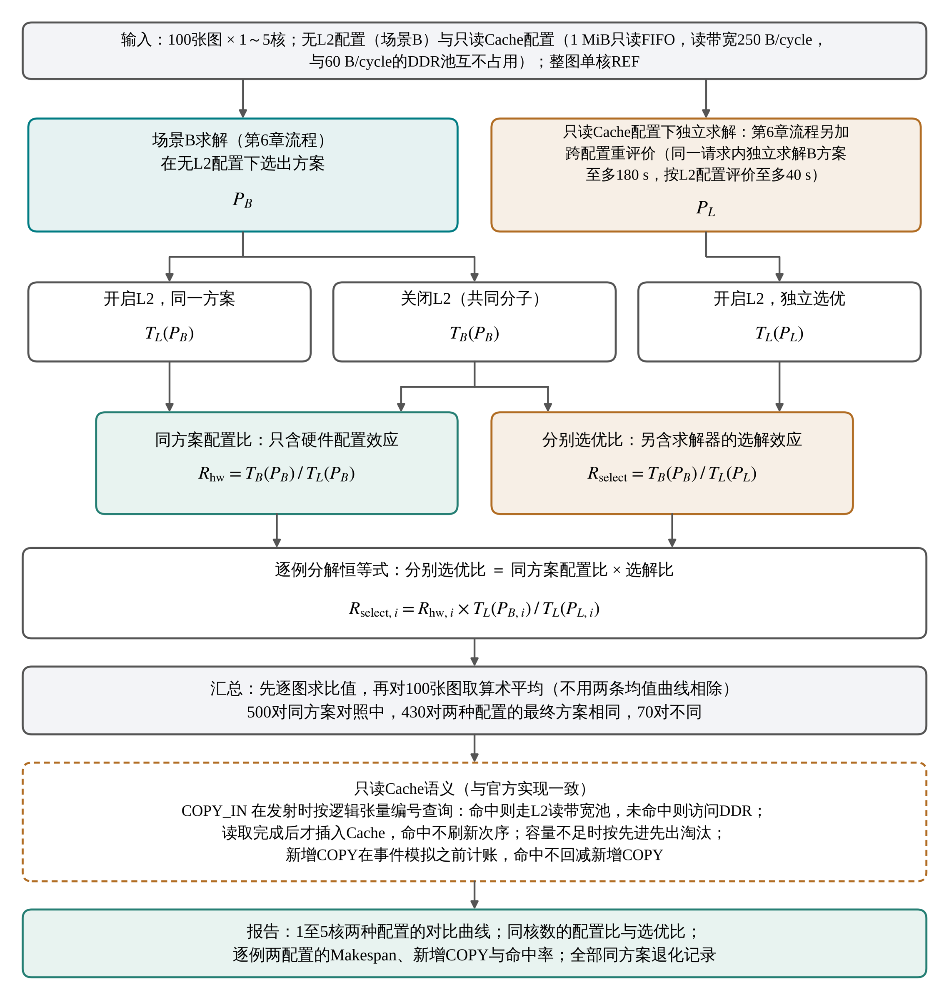 输入：100张图 × 1～5核；无L2配置（场景B）与只读Cache配置（1 MiB只读FIFO，读带宽250 B/cycle，
与60 B/cycle的DDR池互不占用）；整图单核REF
场景B求解（第6章流程）
在无L2配置下选出方案
P_B
只读Cache配置下独立求解：第6章流程另加
跨配置重评价（同一请求内独立求解B方案
至多180 s，按L2配置评价至多40 s）
P_L
开启L2，同一方案
T_L(P_B)
关闭L2（共同分子）
T_B(P_B)
开启L2，独立选优
T_L(P_L)
同方案配置比：只含硬件配置效应
R_hw = T_B(P_B) / T_L(P_B)
分别选优比：另含求解器的选解效应
R_select = T_B(P_B) / T_L(P_L)
逐例分解恒等式：分别选优比 ＝ 同方案配置比 × 选解比
R_select, i = R_hw, i × T_L(P_B, i) / T_L(P_L, i)
汇总：先逐图求比值，再对100张图取算术平均（不用两条均值曲线相除）
500对同方案对照中，430对两种配置的最终方案相同，70对不同
只读Cache语义（与官方实现一致）
COPY_IN 在发射时按逻辑张量编号查询：命中则走L2读带宽池，未命中则访问DDR；
读取完成后才插入Cache，命中不刷新次序；容量不足时按先进先出淘汰；
新增COPY在事件模拟之前计账，命中不回减新增COPY
报告：1至5核两种配置的对比曲线；同核数的配置比与选优比；
逐例两配置的Makespan、新增COPY与命中率；全部同方案退化记录